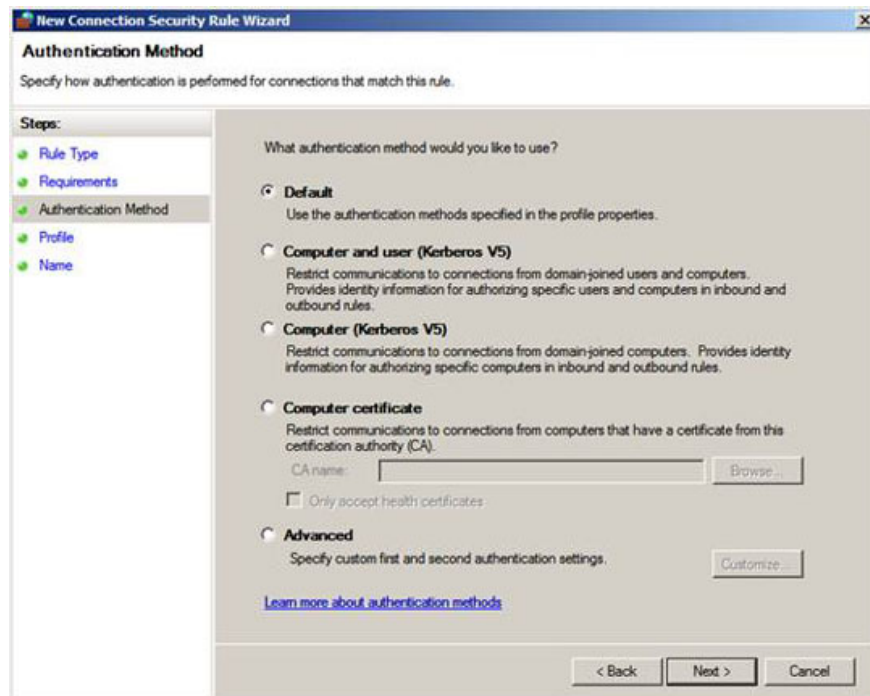 New Connection Security Rule Wizard
Authentication Method
Specify how authentication is performed for connections that match this rule.
Steps:
Rule Type
Requirements
Authentication Method
Profile
Name
What authentication method would you like to use?
Default
Use the authentication methods specified in the profile properties.
Computer and user (Kerberos V5)
Restrict communications to connections from domain-joined users and computers.
Provides identity information for authorizing specific users and computers in inbound and
outbound rules.
Computer (Kerberos V5)
Restrict communications to connections from domain-joined computers. Provides identity
information for authorizing specific computers in inbound and outbound rules.
Computer certificate
Restrict communications to connections from computers that have a certificate from this
certification authority (CA).
CA name:
Browse...
Only accept health certificates
Advanced
Specify custom first and second authentication settings.
Customize...
Learn more about authentication methods
< Back
Next >
Cancel